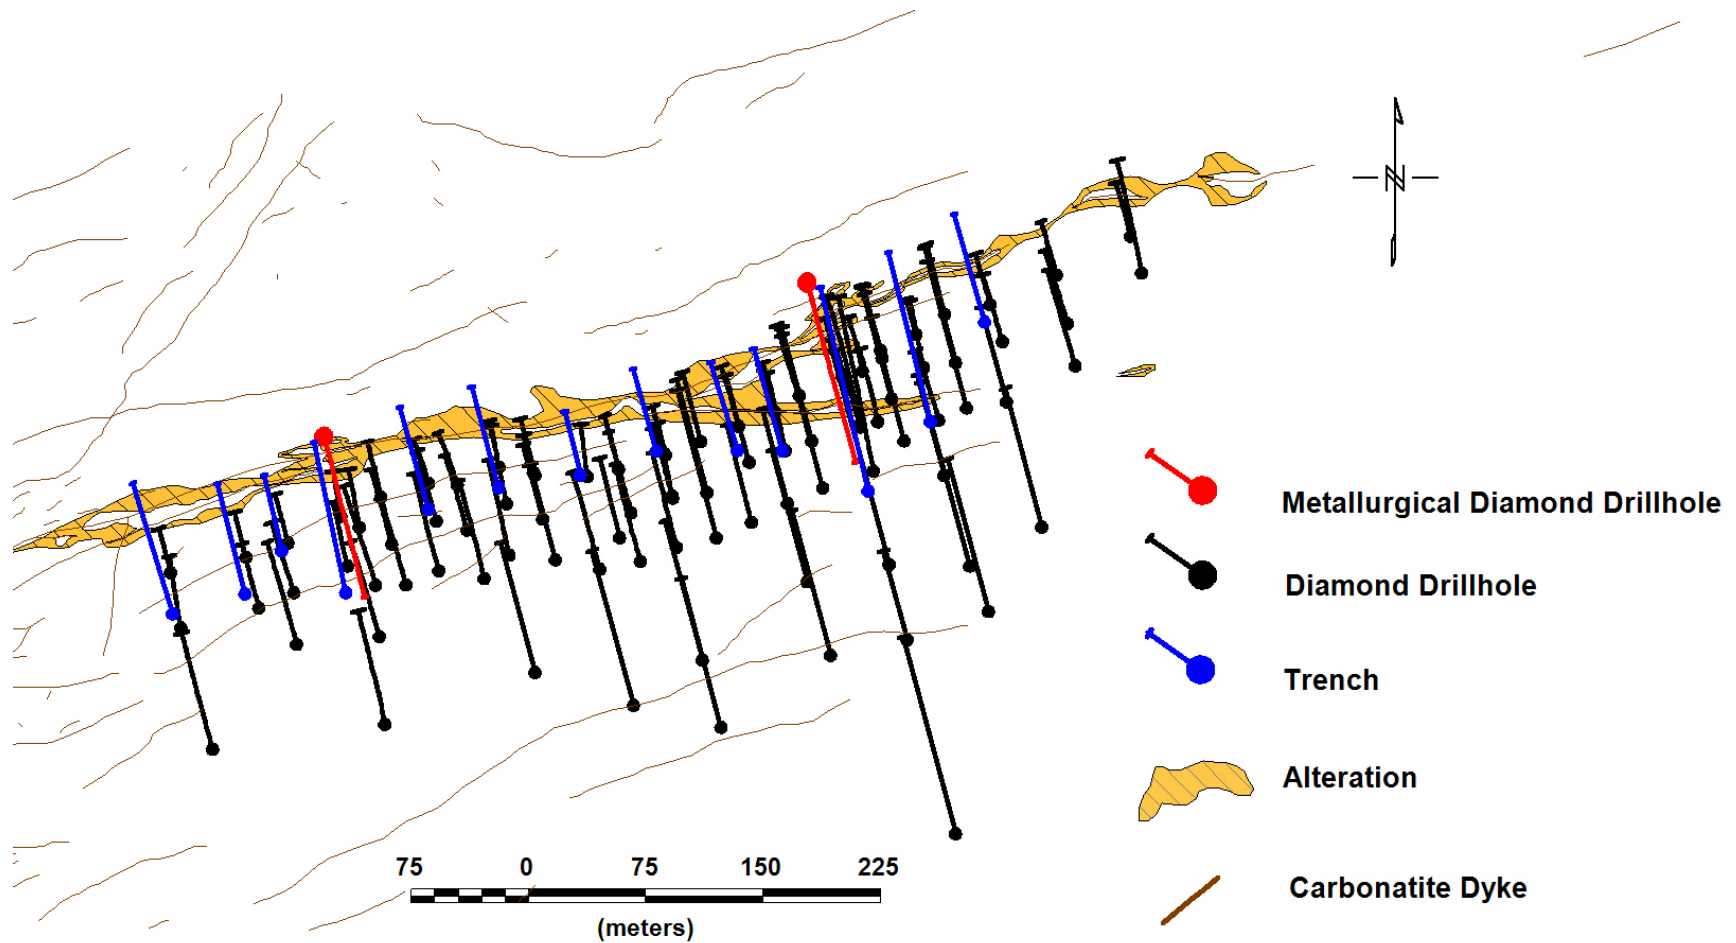 N
Metallurgical Diamond Drillhole
Diamond Drillhole
Trench
Alteration
Carbonatite Dyke
75 0 75 150 225
(meters)